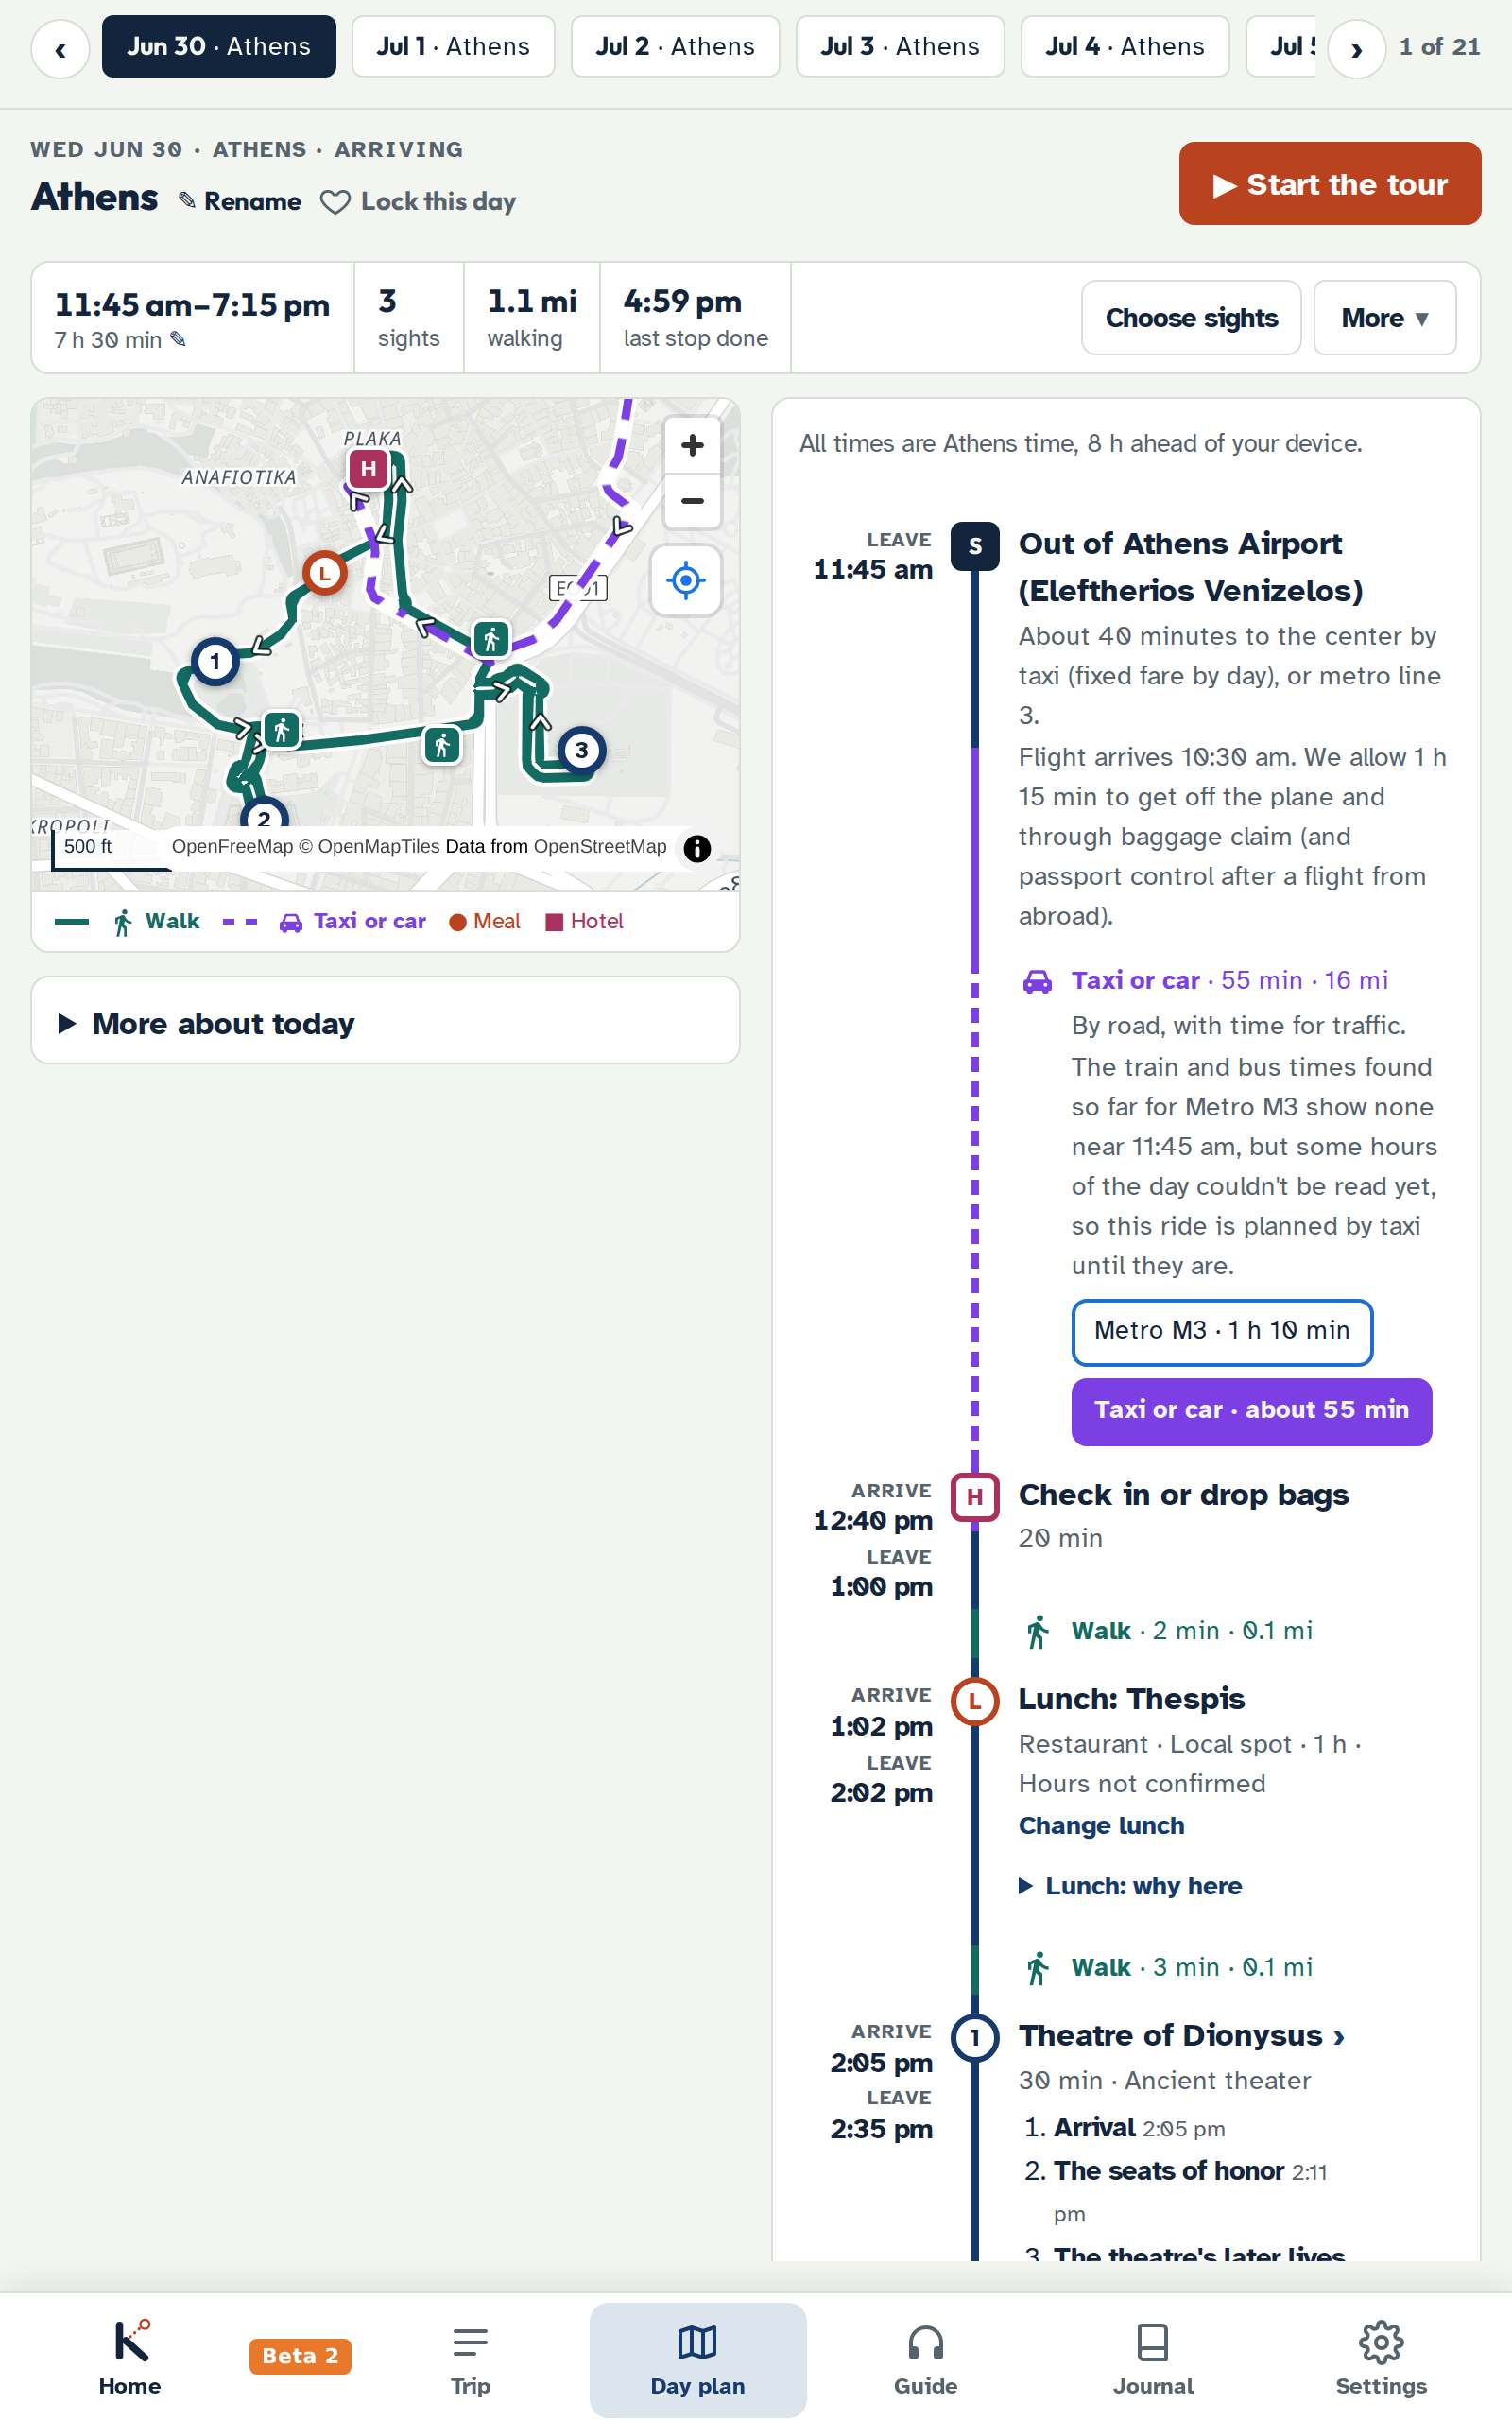 ‹
Jun 30 · Athens
Jul 1 · Athens
Jul 2 · Athens
Jul 3 · Athens
Jul 4 · Athens
Jul
›
1 of 21
WED JUN 30 · ATHENS · ARRIVING
Athens
✎ Rename
Lock this day
▶ Start the tour
11:45 am–7:15 pm
7 h 30 min ✎
3
sights
1.1 mi
walking
4:59 pm
last stop done
Choose sights
More ▾
PLAKA
H
ANAFIOTIKA
L
1
3
2
+
−
500 ft
OpenFreeMap © OpenMapTiles Data from OpenStreetMap
Walk
Taxi or car
Meal
Hotel
▶ More about today
All times are Athens time, 8 h ahead of your device.
LEAVE
11:45 am
S
Out of Athens Airport
(Eleftherios Venizelos)
About 40 minutes to the center by
taxi (fixed fare by day), or metro line
3.
Flight arrives 10:30 am. We allow 1 h
15 min to get off the plane and
through baggage claim (and
passport control after a flight from
abroad).
Taxi or car · 55 min · 16 mi
By road, with time for traffic.
The train and bus times found
so far for Metro M3 show none
near 11:45 am, but some hours
of the day couldn't be read yet,
so this ride is planned by taxi
until they are.
Metro M3 · 1 h 10 min
Taxi or car · about 55 min
ARRIVE
12:40 pm
LEAVE
1:00 pm
H
Check in or drop bags
20 min
Walk · 2 min · 0.1 mi
ARRIVE
1:02 pm
LEAVE
2:02 pm
L
Lunch: Thespis
Restaurant · Local spot · 1 h ·
Hours not confirmed
Change lunch
▶ Lunch: why here
Walk · 3 min · 0.1 mi
ARRIVE
2:05 pm
LEAVE
2:35 pm
1
Theatre of Dionysus ›
30 min · Ancient theater
1. Arrival 2:05 pm
2. The seats of honor 2:11
pm
3. The theatre's later lives
Home
Beta 2
Trip
Day plan
Guide
Journal
Settings